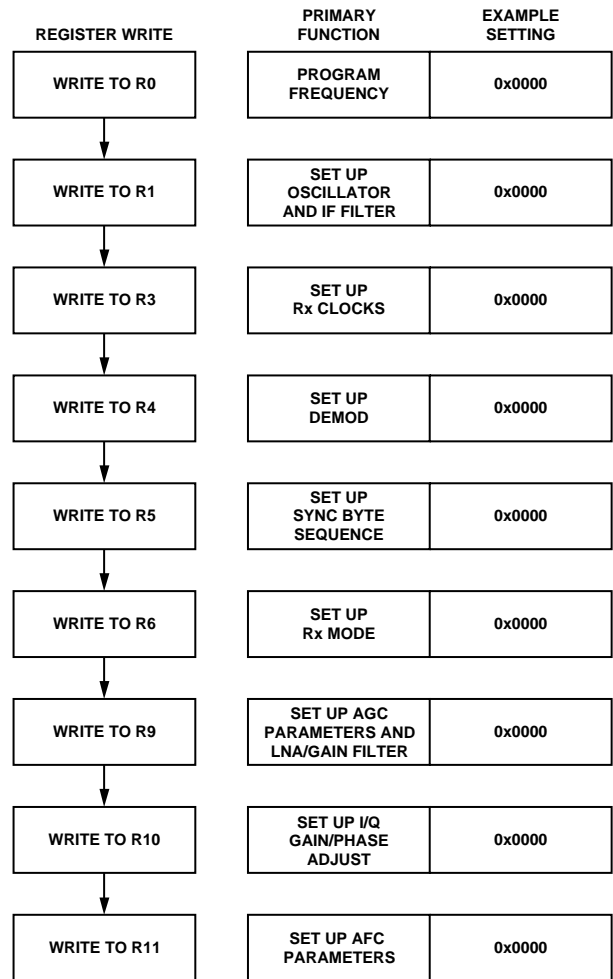 REGISTER WRITE
PRIMARY
FUNCTION
EXAMPLE
SETTING
WRITE TO R0
PROGRAM
FREQUENCY
0x0000
WRITE TO R1
SET UP
OSCILLATOR
AND IF FILTER
0x0000
WRITE TO R3
SET UP
Rx CLOCKS
0x0000
WRITE TO R4
SET UP
DEMOD
0x0000
WRITE TO R5
SET UP
SYNC BYTE
SEQUENCE
0x0000
WRITE TO R6
SET UP
Rx MODE
0x0000
WRITE TO R9
SET UP AGC
PARAMETERS AND
LNA/GAIN FILTER
0x0000
WRITE TO R10
SET UP I/Q
GAIN/PHASE
ADJUST
0x0000
WRITE TO R11
SET UP AFC
PARAMETERS
0x0000